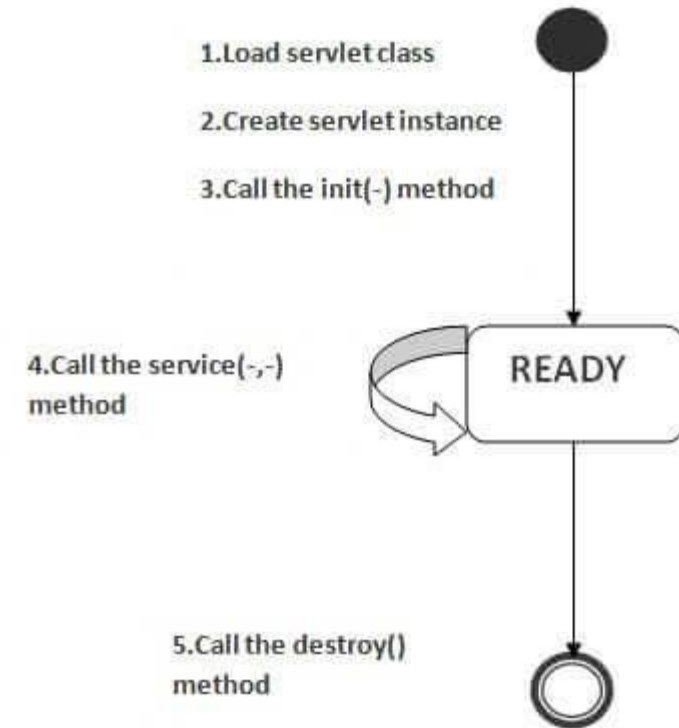 1.Load servlet class
2.Create servlet instance
3.Call the init(-) method
4.Call the service(-,-)
method
READY
5.Call the destroy()
method